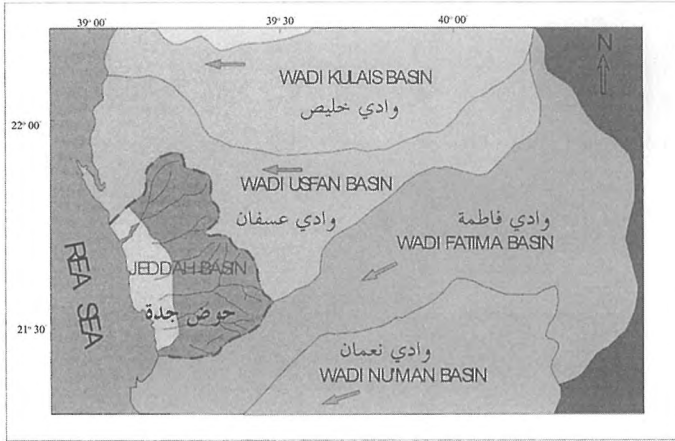 39° 00'
39° 30'
40° 00'
N
WADI KULAIS BASIN
وادي خليص
22° 00'
WADI USFAN BASIN
وادي عسفان
وادي فاطمة
WADI FATIMA BASIN
REA SEA
JEDDAH BASIN
حوض جدة
21° 30'
وادي نعمان
WADI NU'MAN BASIN